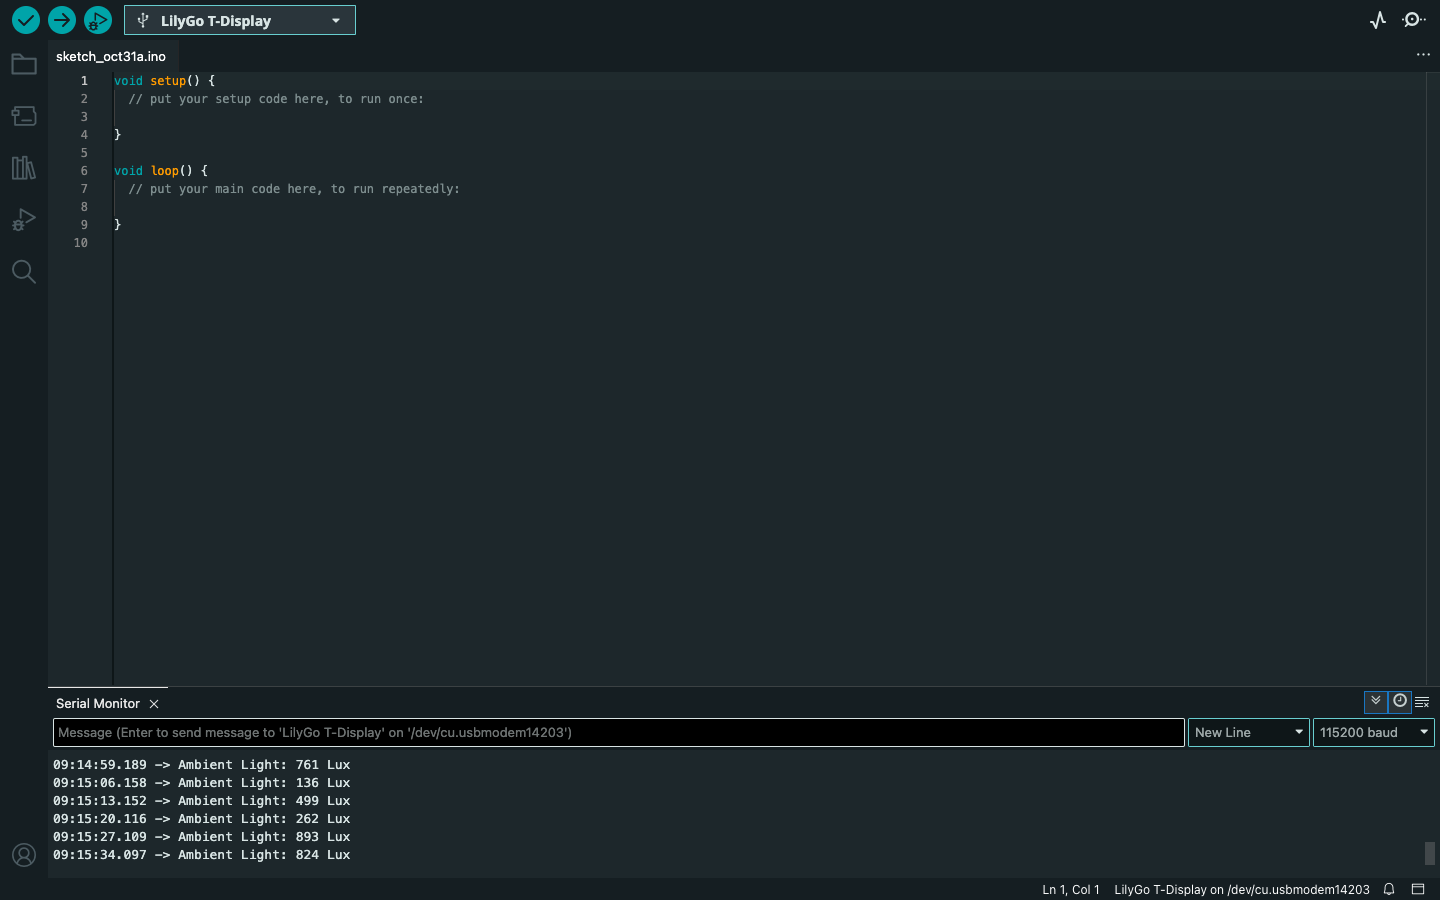 LilyGo T-Display
sketch_oct31a.ino
1 void setup() {
2 // put your setup code here, to run once:
3
4 }
5
6 void loop() {
7 // put your main code here, to run repeatedly:
8
9 }
10
Serial Monitor
Message (Enter to send message to 'LilyGo T-Display' on '/dev/cu.usbmodem14203')
New Line
115200 baud
09:14:59.189 -> Ambient Light: 761 Lux
09:15:06.158 -> Ambient Light: 136 Lux
09:15:13.152 -> Ambient Light: 499 Lux
09:15:20.116 -> Ambient Light: 262 Lux
09:15:27.109 -> Ambient Light: 893 Lux
09:15:34.097 -> Ambient Light: 824 Lux
Ln 1, Col 1 LilyGo T-Display on /dev/cu.usbmodem14203